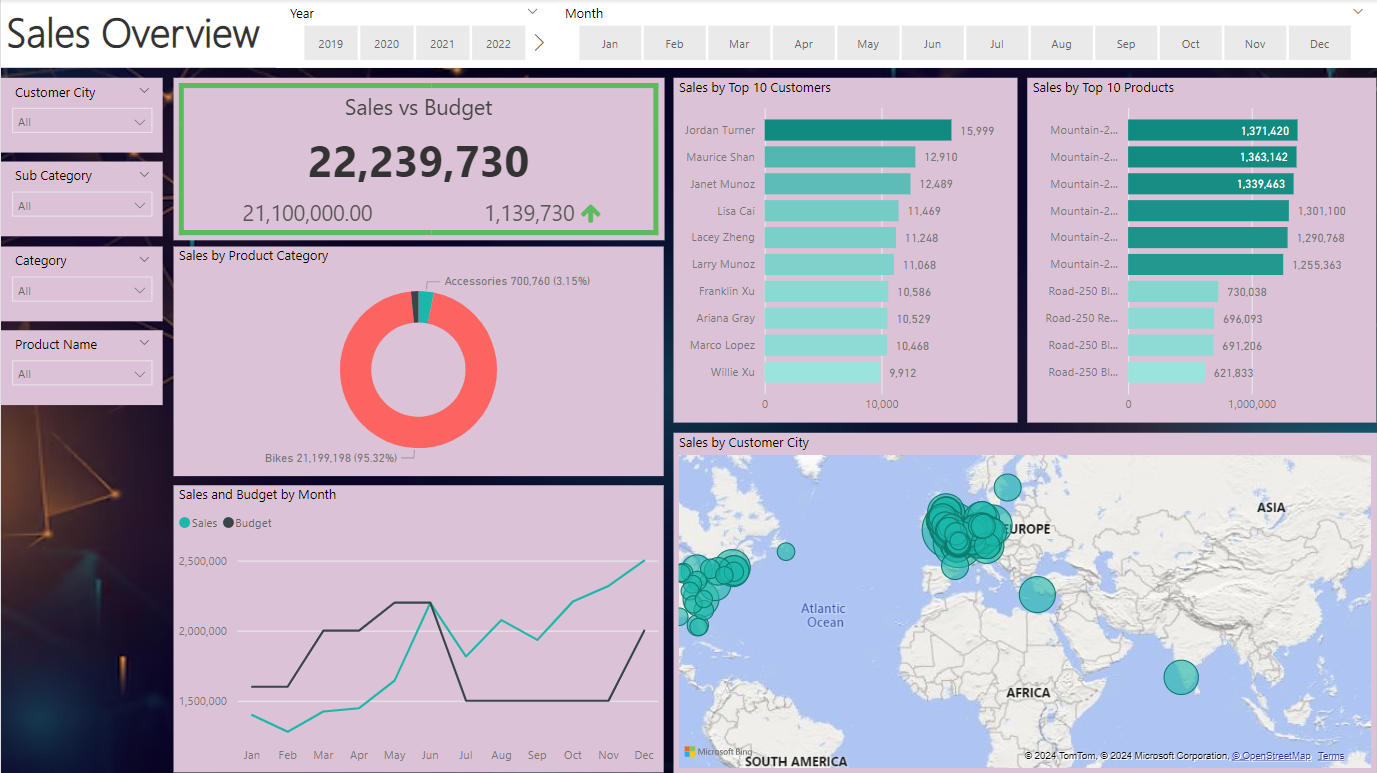 Sales Overview
Year
2019 2020 2021 2022
Month
Jan Feb Mar Apr May Jun Jul Aug Sep Oct Nov Dec
Customer City
All
Sub Category
All
Category
All
Product Name
All
Sales vs Budget
22,239,730
21,100,000.00 1,139,730
Sales by Product Category
Accessories 700,760 (3.15%)
Bikes 21,199,198 (95.32%)
Sales and Budget by Month
Sales Budget
2,500,000
2,000,000
1,500,000
Jan Feb Mar Apr May Jun Jul Aug Sep Oct Nov Dec
Sales by Top 10 Customers
Jordan Turner 15,999
Maurice Shan 12,910
Janet Munoz 12,489
Lisa Cai 11,469
Lacey Zheng 11,248
Larry Munoz 11,068
Franklin Xu 10,586
Ariana Gray 10,529
Marco Lopez 10,468
Willie Xu 9,912
0 10,000
Sales by Top 10 Products
Mountain-2... 1,371,420
Mountain-2... 1,363,142
Mountain-2... 1,339,463
Mountain-2... 1,301,100
Mountain-2... 1,290,768
Mountain-2... 1,255,363
Road-250 Bl... 730,038
Road-250 Re... 696,093
Road-250 Bl... 691,206
Road-250 Bl... 621,833
0 1,000,000
Sales by Customer City
ASIA
EUROPE
Atlantic
Ocean
AFRICA
SOUTH AMERICA
Microsoft Bing
© 2024 TomTom, © 2024 Microsoft Corporation, © OpenStreetMap Terms